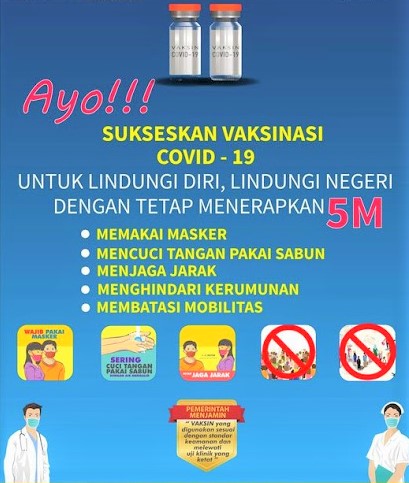 VAKSIN
COVID-19
VAKSIN
COVID-19
Ayo!!!
SUKSESKAN VAKSINASI
COVID - 19
UNTUK LINDUNGI DIRI, LINDUNGI NEGERI
DENGAN TETAP MENERAPKAN 5M
MEMAKAI MASKER
MENCUCI TANGAN PAKAI SABUN
MENJAGA JARAK
MENGHINDARI KERUMUNAN
MEMBATASI MOBILITAS
WAJIB PAKAI
MASKER
SERING
CUCI TANGAN
PAKAI SABUN
JAGA JARAK
PEMERINTAH
MENJAMIN
" VAKSIN yang
digunakan sesuai
dengan standar
keamanan dan
melewati
uji klinik yang
ketat "